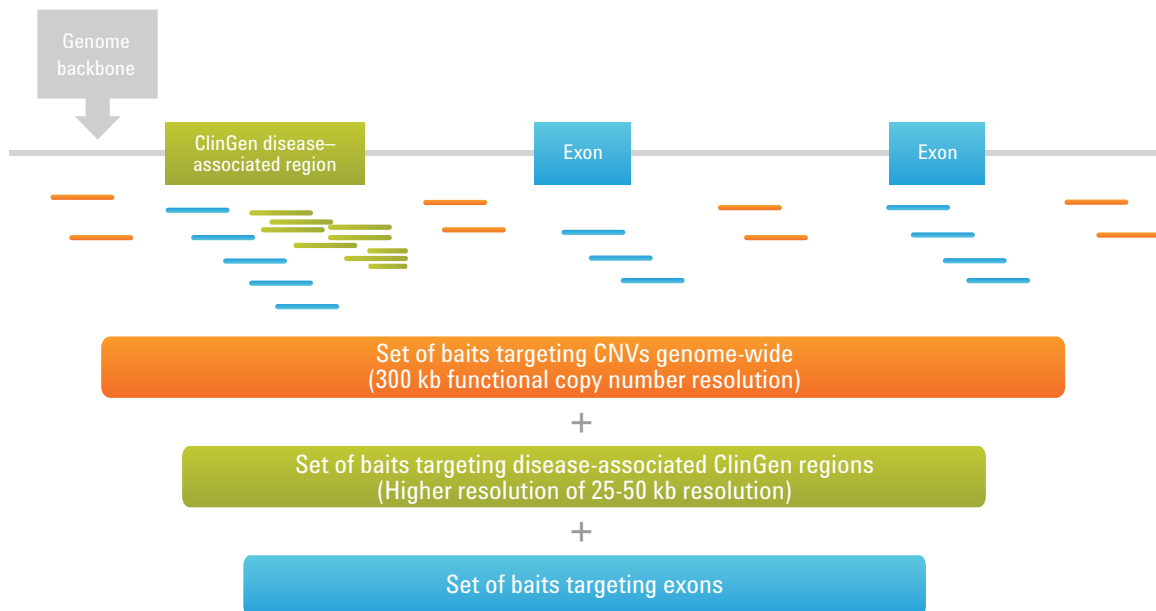 Genome
backbone
ClinGen disease–
associated region
Exon
Exon
Set of baits targeting CNVs genome-wide
(300 kb functional copy number resolution)
+
Set of baits targeting disease-associated ClinGen regions
(Higher resolution of 25-50 kb resolution)
+
Set of baits targeting exons